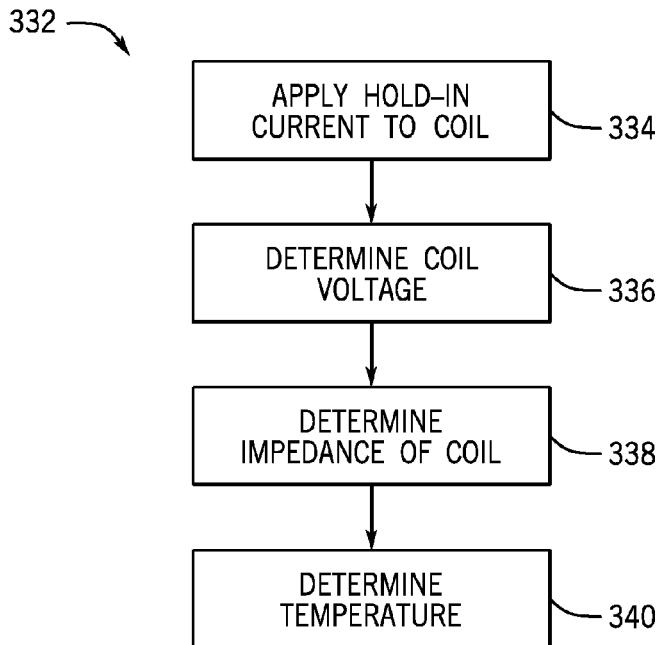 332
APPLY HOLD-IN
CURRENT TO COIL
334
DETERMINE COIL
VOLTAGE
336
DETERMINE
IMPEDANCE OF COIL
338
DETERMINE
TEMPERATURE
340